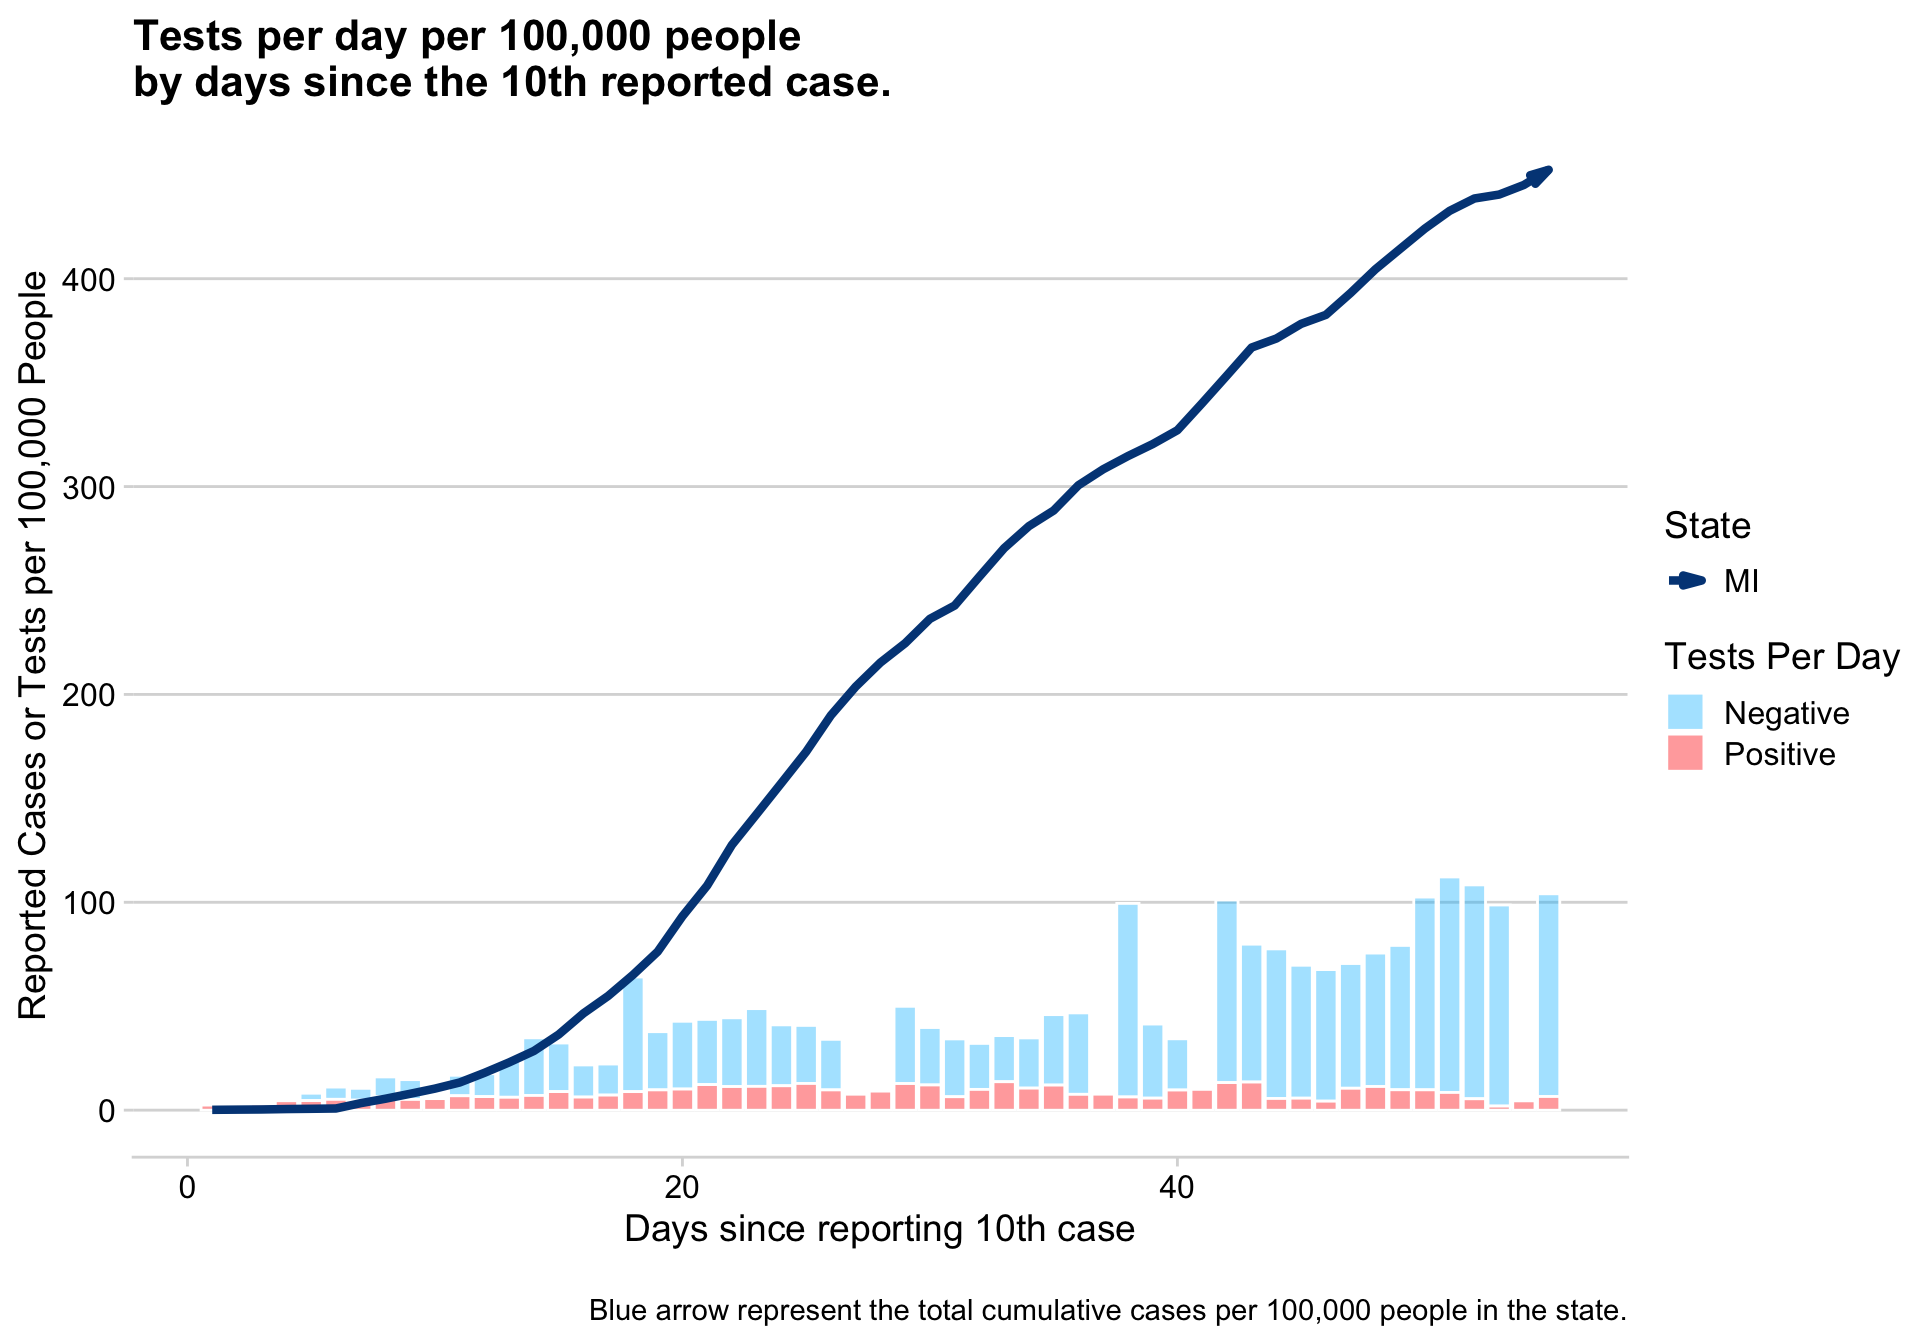 Tests per day per 100,000 people
by days since the 10th reported case.
Reported Cases or Tests per 100,000 People
400
300
200
100
0
0
20
40
Days since reporting 10th case
State
MI
Tests Per Day
Negative
Positive
Blue arrow represent the total cumulative cases per 100,000 people in the state.